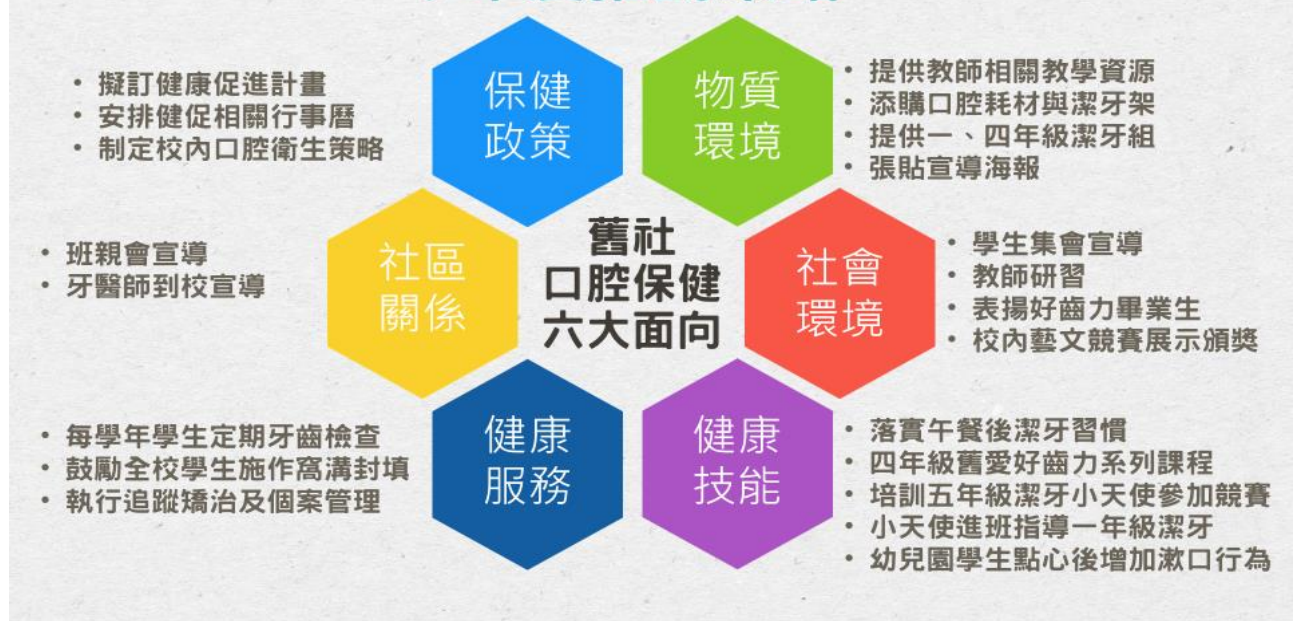 保健
政策
• 擬訂健康促進計畫
• 安排健促相關行事曆
• 制定校內口腔衛生策略
物質
環境
• 提供教師相關教學資源
• 添購口腔耗材與潔牙架
• 提供一、四年級潔牙組
• 張貼宣導海報
舊社
口腔保健
六大面向
社區
關係
• 班親會宣導
• 牙醫師到校宣導
社會
環境
• 學生集會宣導
• 教師研習
• 表揚好齒力畢業生
• 校內藝文競賽展示頒獎
健康
服務
• 每學年學生定期牙齒檢查
• 鼓勵全校學生施作窩溝封填
• 執行追蹤矯治及個案管理
健康
技能
• 落實午餐後潔牙習慣
• 四年級舊愛好齒力系列課程
• 培訓五年級潔牙小天使參加競賽
• 小天使進班指導一年級潔牙
• 幼兒園學生點心後增加漱口行為